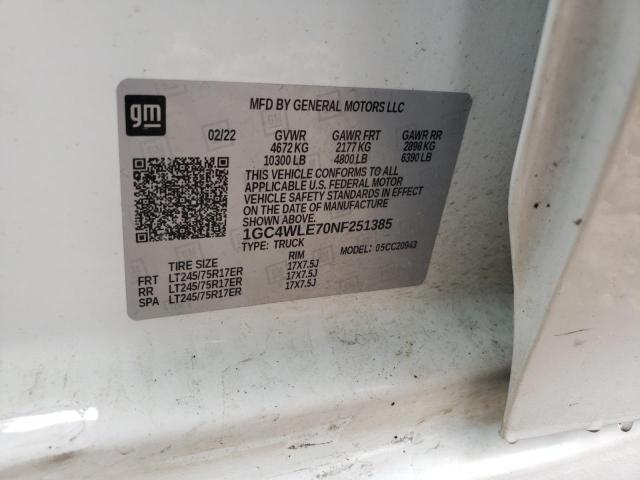 gm
MFD BY GENERAL MOTORS LLC
02/22 GVWR GAWR FRT GAWR RR
4672 KG 2177 KG 2898 KG
10300 LB 4800 LB 6390 LB
THIS VEHICLE CONFORMS TO ALL
APPLICABLE U.S. FEDERAL MOTOR
VEHICLE SAFETY STANDARDS IN EFFECT
ON THE DATE OF MANUFACTURE
SHOWN ABOVE.
1GC4WLE70NF251385
TYPE: TRUCK MODEL: 05CC20943
TIRE SIZE RIM
FRT LT245/75R17ER 17X7.5J
RR LT245/75R17ER 17X7.5J
SPA LT245/75R17ER 17X7.5J